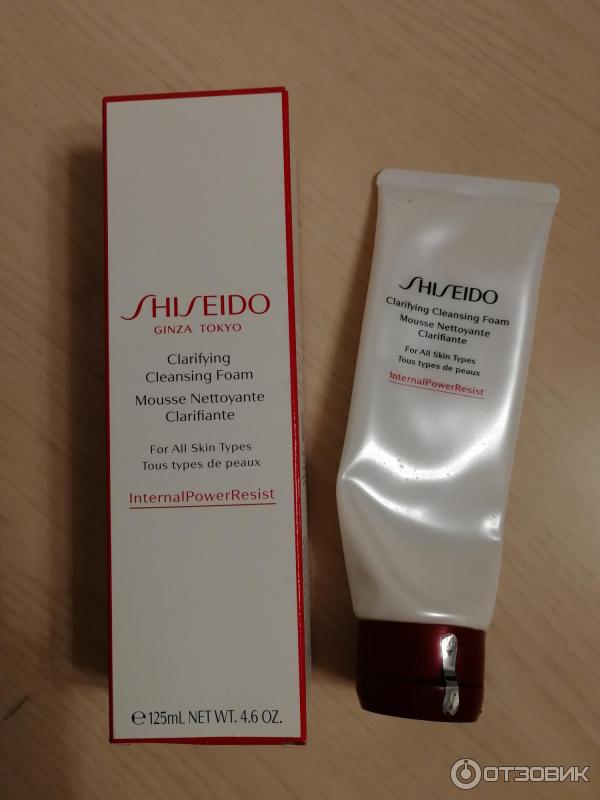 SHISEIDO
GINZA TOKYO
Clarifying
Cleansing Foam
Mousse Nettoyante
Clarifiante
For All Skin Types
Tous types de peaux
InternalPowerResist
℮125mL NET WT. 4.6 OZ.
SHISEIDO
Clarifying Cleansing Foam
Mousse Nettoyante
Clarifiante
For All Skin Types
Tous types de peaux
InternalPowerResist
ОТЗОВИК